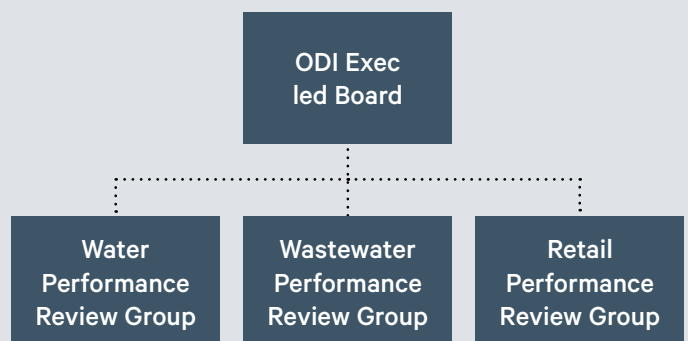 ODI Exec
led Board
Water
Performance
Review Group
Wastewater
Performance
Review Group
Retail
Performance
Review Group